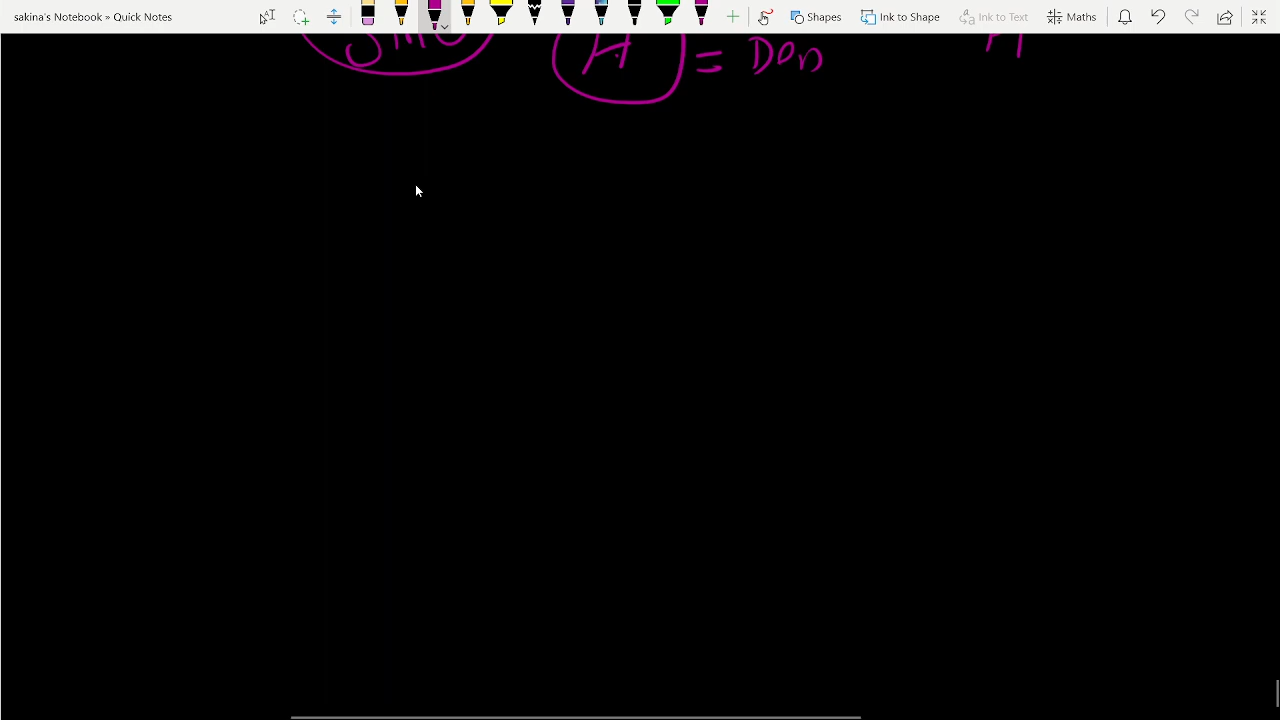 sakina's Notebook » Quick Notes Shapes Ink to Shape Ink to Text Maths
A = Don